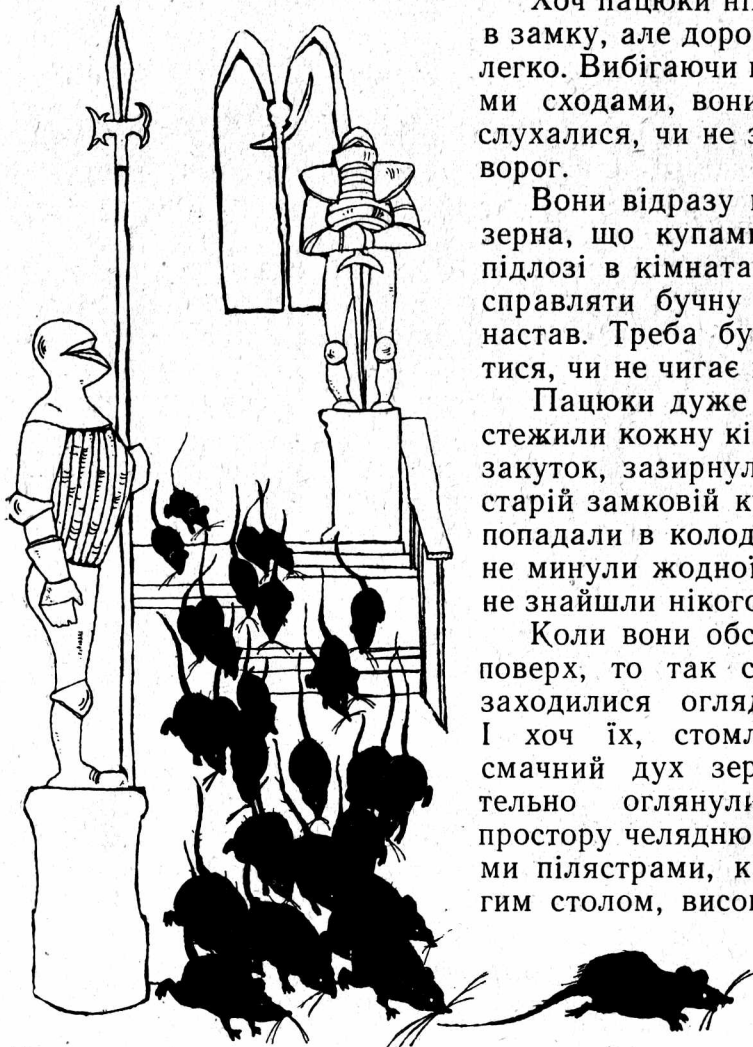 Хоч пацюки ні
в замку, але доро
легко. Вибігаючи
ми сходами, вони
слухалися, чи не з
ворог.
Вони відразу
зерна, що купами
підлозі в кімната
справляти бучну
настав. Треба бу
тися, чи не чигає
Пацюки дуже
стежили кожну кі
закуток, зазирнул
старій замковій к
попадали в колод
не минули жодної
не знайшли нікого
Коли вони обс
поверх, то так с
заходилися огляд
І хоч їх, стомл
смачний дух зер
тельно оглянули
простору челядню
ми пілястрами, к
гим столом, висо